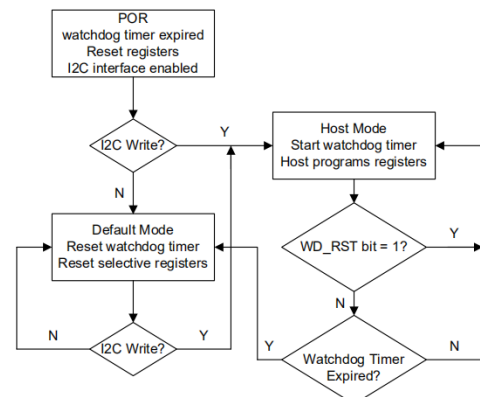 POR
watchdog timer expired
Reset registers
I2C interface enabled
I2C Write?
Y
N
Host Mode
Start watchdog timer
Host programs registers
Default Mode
Reset watchdog timer
Reset selective registers
WD_RST bit = 1?
Y
N
I2C Write?
N
Y
Watchdog Timer
Expired?
Y
N